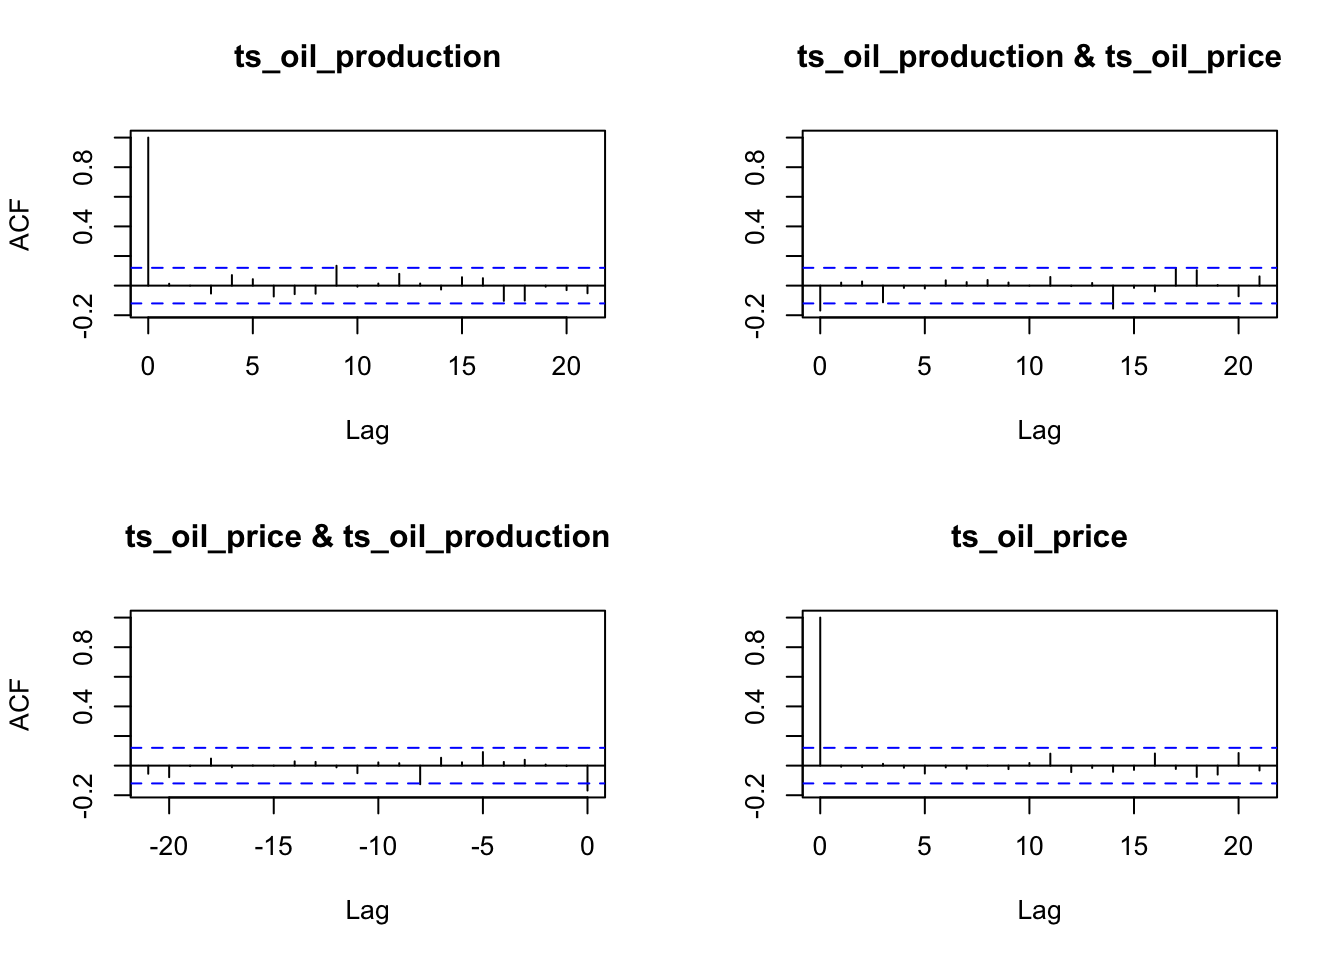 ts_oil_production
ACF
-0.2 0.4 0.8
0 5 10 15 20
Lag
ts_oil_production & ts_oil_price
-0.2 0.4 0.8
0 5 10 15 20
Lag
ts_oil_price & ts_oil_production
ACF
-0.2 0.4 0.8
-20 -15 -10 -5 0
Lag
ts_oil_price
-0.2 0.4 0.8
0 5 10 15 20
Lag